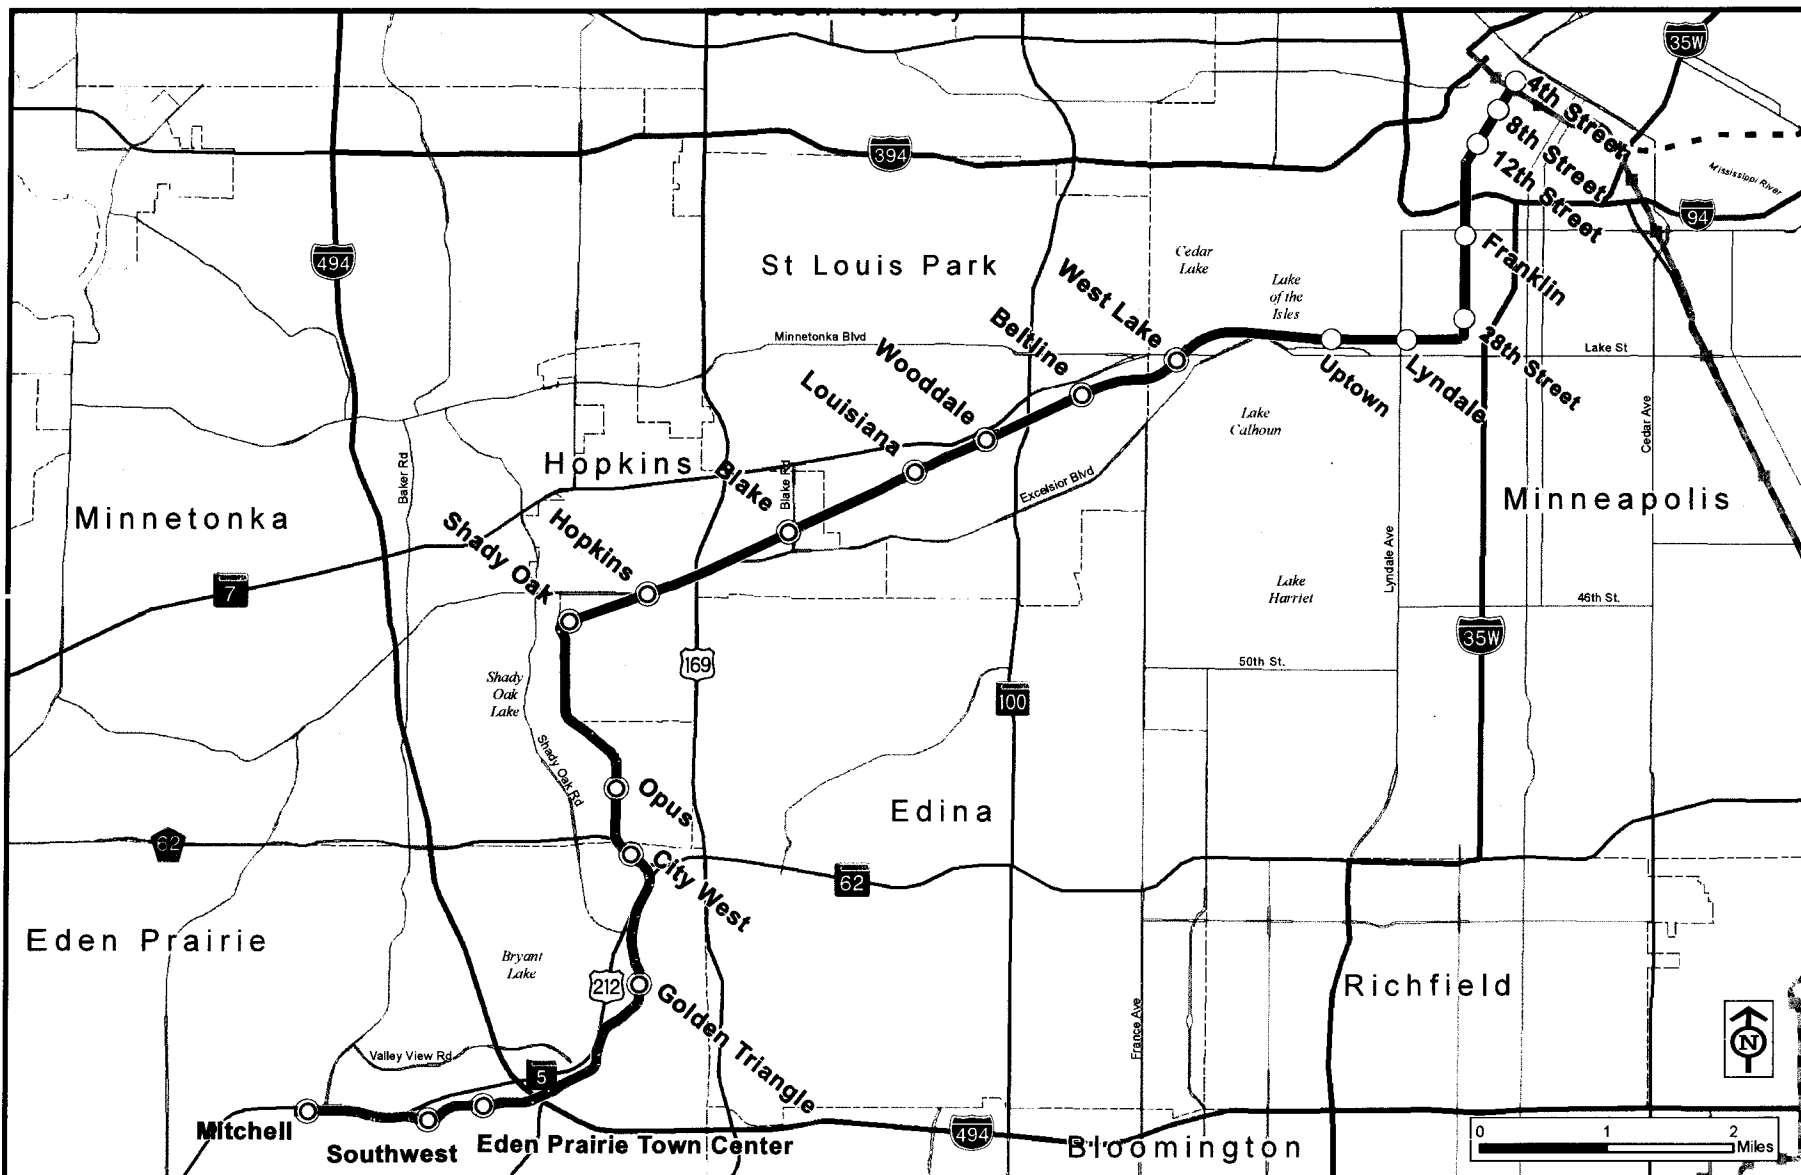 35W
4th Street
8th Street
12th Street
Mississippi River
394
94
494
St Louis Park
Cedar
Lake
Lake
of the
Isles
Franklin
West Lake
Beltline
Minnetonka Blvd
Wooddale
Louisiana
Lake St
28th Street
Uptown
Lyndale
Lake
Calhoun
Cedar Ave
Baker Rd
Hopkins
Blake
Blake Rd
Excelsior Blvd
Minnetonka
Minneapolis
Shady Oak
Hopkins
Lyndale Ave
7
Lake
Harriet
46th St.
35W
50th St.
169
Shady
Oak
Lake
100
Shady Oak Rd
Opus
Edina
62
City West
62
Eden Prairie
Bryant
Lake
212
Golden Triangle
Richfield
France Ave
N
Valley View Rd
5
Mitchell
Southwest
Eden Prairie Town Center
494
Bloomington
0 1 2
Miles